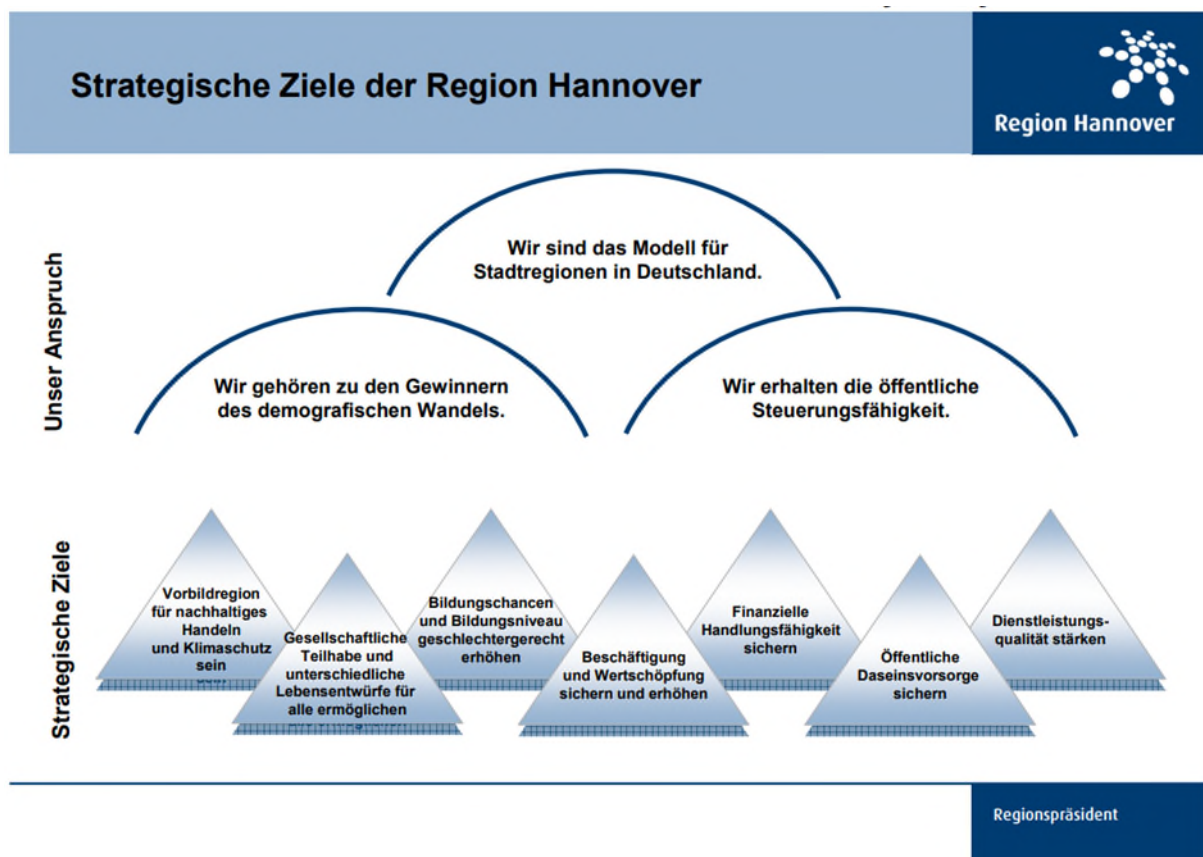 Strategische Ziele der Region Hannover
Region Hannover
Unser Anspruch
Wir sind das Modell für
Stadtregionen in Deutschland.
Wir gehören zu den Gewinnern
des demografischen Wandels.
Wir erhalten die öffentliche
Steuerungsfähigkeit.
Strategische Ziele
Vorbildregion
für nachhaltiges
Handeln
und Klimaschutz
sein
Gesellschaftliche
Teilhabe und
unterschiedliche
Lebensentwürfe für
alle ermöglichen
Bildungschancen
und Bildungsniveau
geschlechtergerecht
erhöhen
Beschäftigung
und Wertschöpfung
sichern und erhöhen
Finanzielle
Handlungsfähigkeit
sichern
Öffentliche
Daseinsvorsorge
sichern
Dienstleistungs-
qualität stärken
Regionspräsident